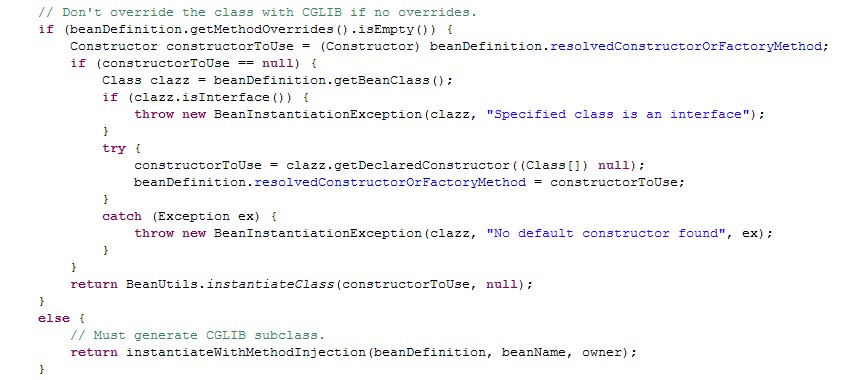 // Don't override the class with CGLIB if no overrides.
if (beanDefinition.getMethodOverrides().isEmpty()) {
Constructor constructorToUse = (Constructor) beanDefinition.resolvedConstructorOrFactoryMethod;
if (constructorToUse == null) {
Class clazz = beanDefinition.getBeanClass();
if (clazz.isInterface()) {
throw new BeanInstantiationException(clazz, "Specified class is an interface");
}
try {
constructorToUse = clazz.getDeclaredConstructor((Class[]) null);
beanDefinition.resolvedConstructorOrFactoryMethod = constructorToUse;
}
catch (Exception ex) {
throw new BeanInstantiationException(clazz, "No default constructor found", ex);
}
}
return BeanUtils.instantiateClass(constructorToUse, null);
}
else {
// Must generate CGLIB subclass.
return instantiateWithMethodInjection(beanDefinition, beanName, owner);
}